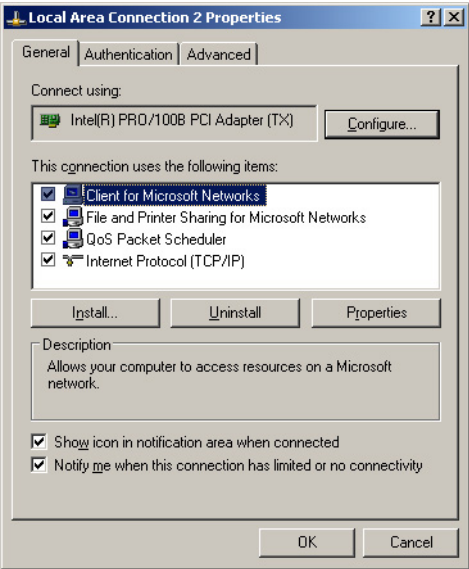 Local Area Connection 2 Properties
General Authentication Advanced
Connect using:
Intel(R) PRO/100B PCI Adapter (TX) Configure...
This connection uses the following items:
Client for Microsoft Networks
File and Printer Sharing for Microsoft Networks
QoS Packet Scheduler
Internet Protocol (TCP/IP)
Install... Uninstall Properties
Description
Allows your computer to access resources on a Microsoft
network.
Show icon in notification area when connected
Notify me when this connection has limited or no connectivity
OK Cancel